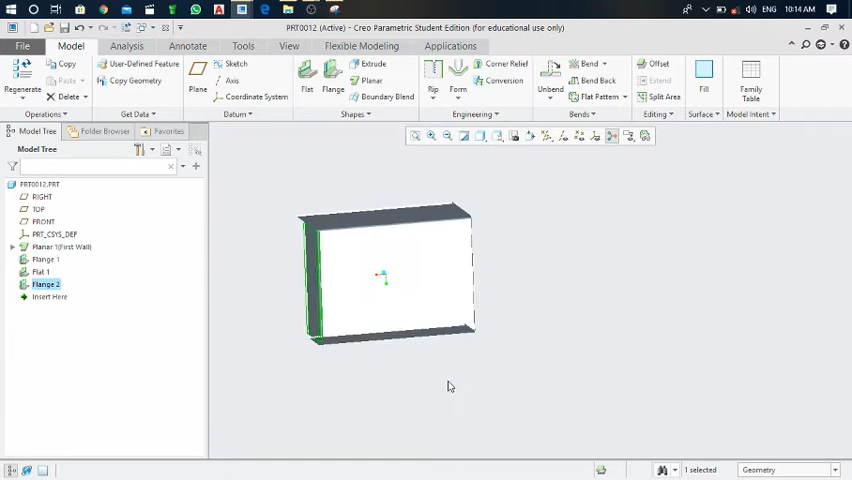 ENG 10:14 AM
PRT0012 (Active) - Creo Parametric Student Edition (for educational use only)
File Model Analysis Annotate Tools View Flexible Modeling Applications
Regenerate
Copy
Paste
Delete
User-Defined Feature
Copy Geometry
Plane
Sketch
Axis
Coordinate System
Flat
Flange
Extrude
Planar
Boundary Blend
Rip
Form
Corner Relief
Conversion
Unbend
Bend
Bend Back
Flat Pattern
Offset
Extend
Split Area
Fill
Family Table
Operations Get Data Datum Shapes Engineering Bends Editing Surface Model Intent
Model Tree Folder Browser Favorites
Model Tree
PRT0012.PRT
RIGHT
TOP
FRONT
PRT_CSYS_DEF
Planar 1(First Wall)
Flange 1
Flat 1
Flange 2
Insert Here
1 selected Geometry